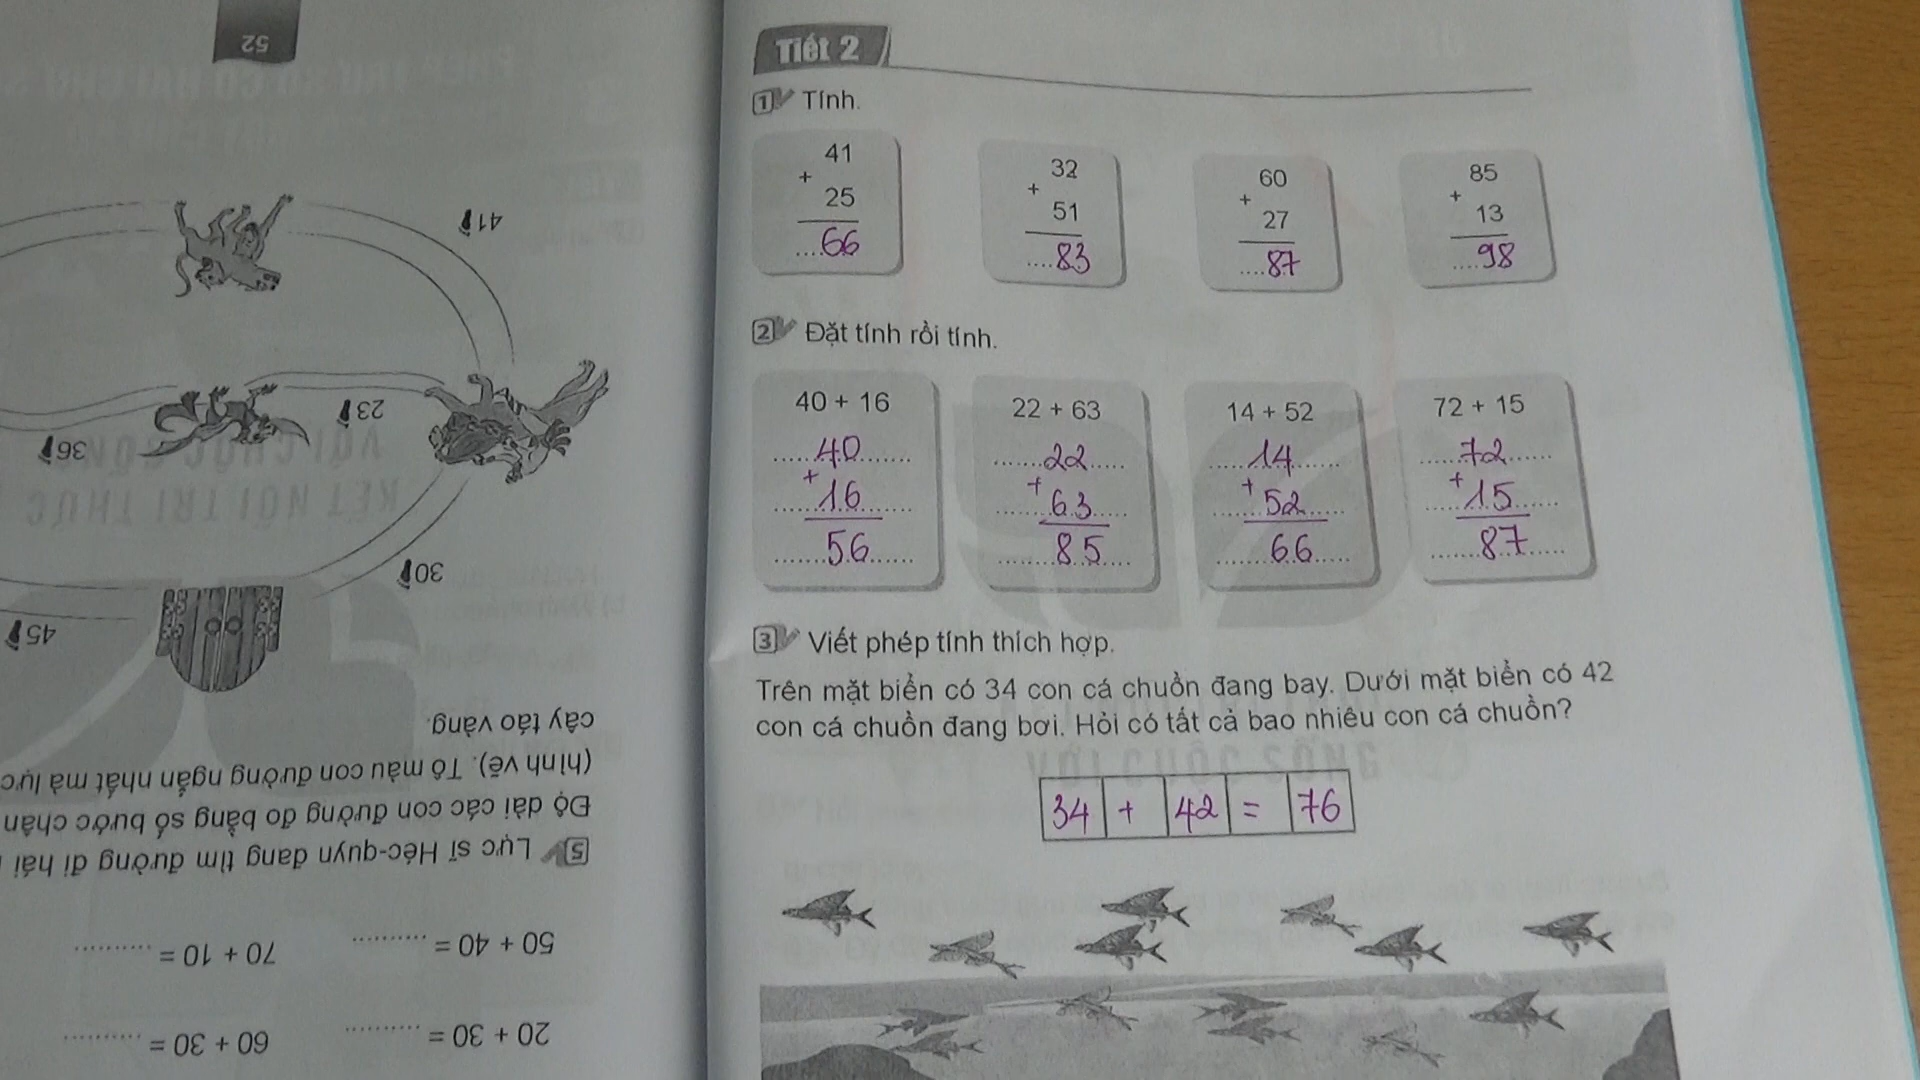 Tiết 2
1 Tính.
41 + 25 66
32 + 51 83
60 + 27 87
85 + 13 98
2 Đặt tính rồi tính.
40 + 16
22 + 63
14 + 52
72 + 15
40 + 16 56
22 + 63 85
14 + 52 66
72 + 15 87
3 Viết phép tính thích hợp.
Trên mặt biển có 34 con cá chuồn đang bay. Dưới mặt biển có 42
con cá chuồn đang bơi. Hỏi có tất cả bao nhiêu con cá chuồn?
34 + 42 = 76
20 + 30 = ...........
60 + 30 = ...........
50 + 40 = ...........
70 + 10 = ...........
5 Lực sĩ Héc-quyn đang tìm đường đi hái
Độ dài các con đường đo bằng số bước chân
(hình vẽ). Tô màu con đường ngắn nhất mà lực
cây táo vàng.
45
30
36
23
41
52